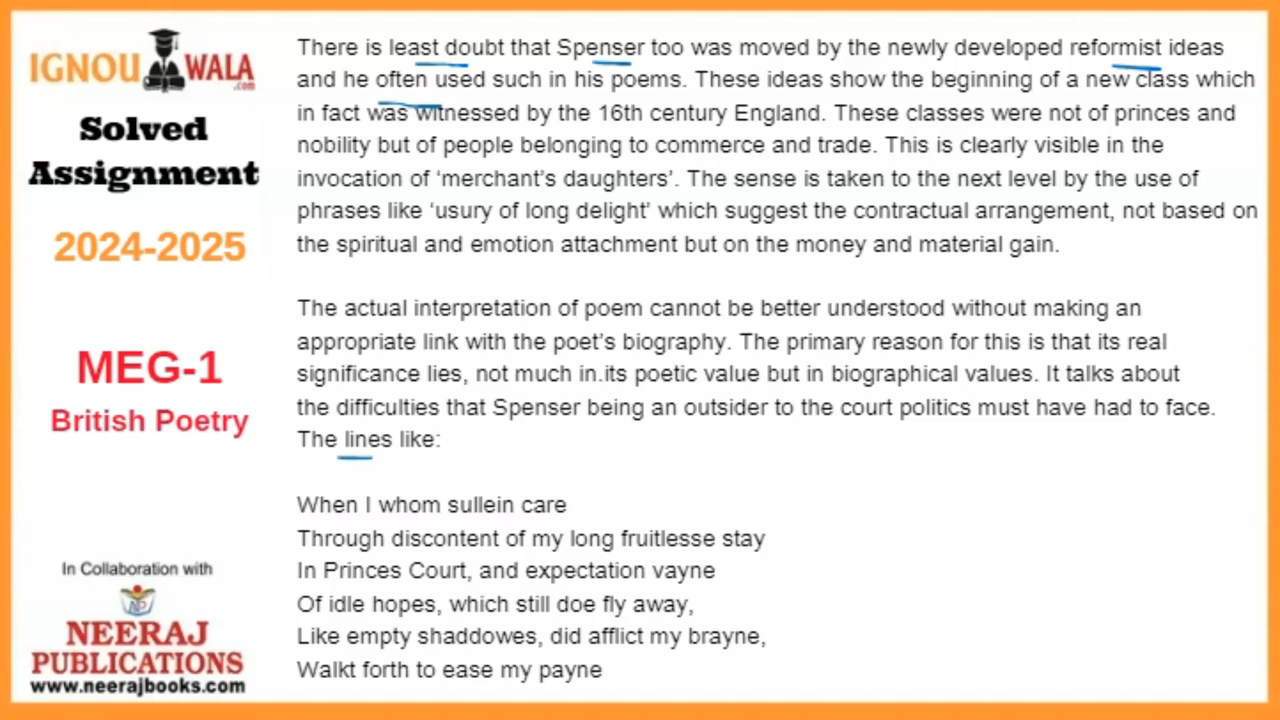 IGNOU WALA
.com
Solved
Assignment
2024-2025
MEG-1
British Poetry
In Collaboration with
NP
NEERAJ
PUBLICATIONS
www.neerajbooks.com
There is least doubt that Spenser too was moved by the newly developed reformist ideas
and he often used such in his poems. These ideas show the beginning of a new class which
in fact was witnessed by the 16th century England. These classes were not of princes and
nobility but of people belonging to commerce and trade. This is clearly visible in the
invocation of ‘merchant’s daughters’. The sense is taken to the next level by the use of
phrases like ‘usury of long delight’ which suggest the contractual arrangement, not based on
the spiritual and emotion attachment but on the money and material gain.
The actual interpretation of poem cannot be better understood without making an
appropriate link with the poet’s biography. The primary reason for this is that its real
significance lies, not much in.its poetic value but in biographical values. It talks about
the difficulties that Spenser being an outsider to the court politics must have had to face.
The lines like:
When I whom sullein care
Through discontent of my long fruitlesse stay
In Princes Court, and expectation vayne
Of idle hopes, which still doe fly away,
Like empty shaddowes, did afflict my brayne,
Walkt forth to ease my payne